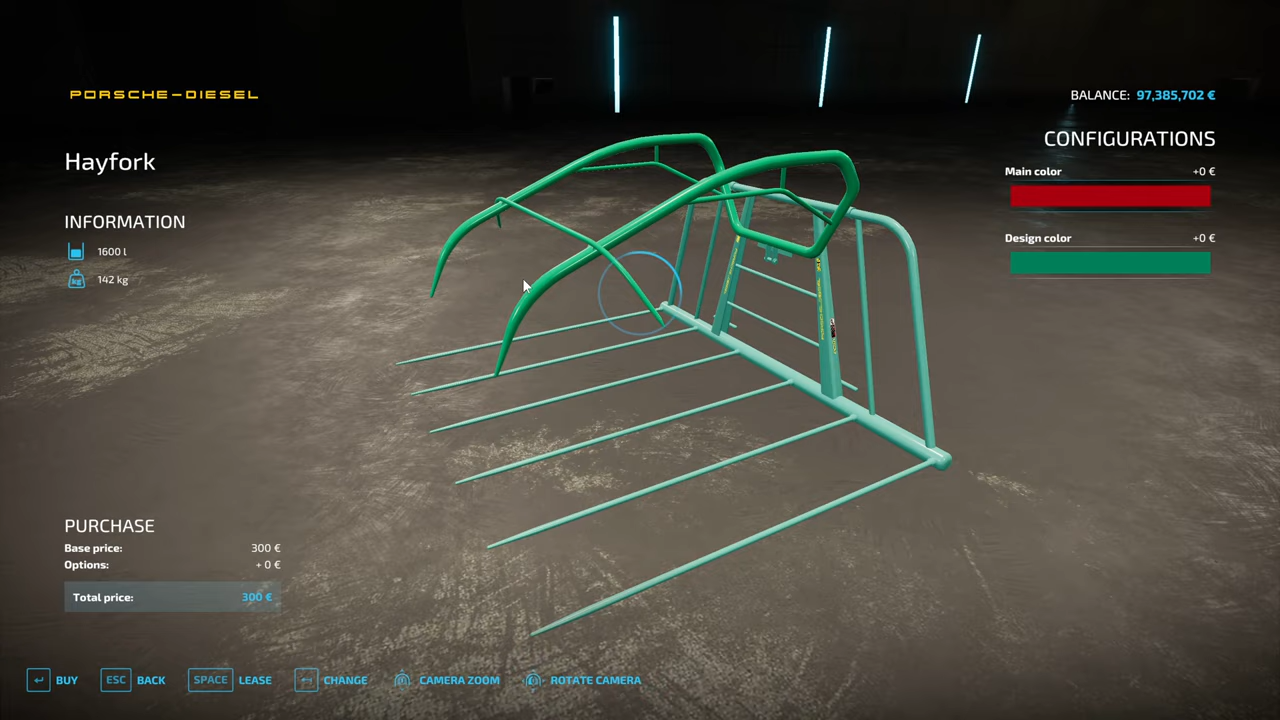 PORSCHE-DIESEL
BALANCE: 97,385,702 €
CONFIGURATIONS
Hayfork
Main color +0 €
INFORMATION
Design color +0 €
1600 l
kg 142 kg
PURCHASE
Base price: 300 €
Options: + 0 €
Total price: 300 €
BUY ESC BACK SPACE LEASE CHANGE CAMERA ZOOM ROTATE CAMERA